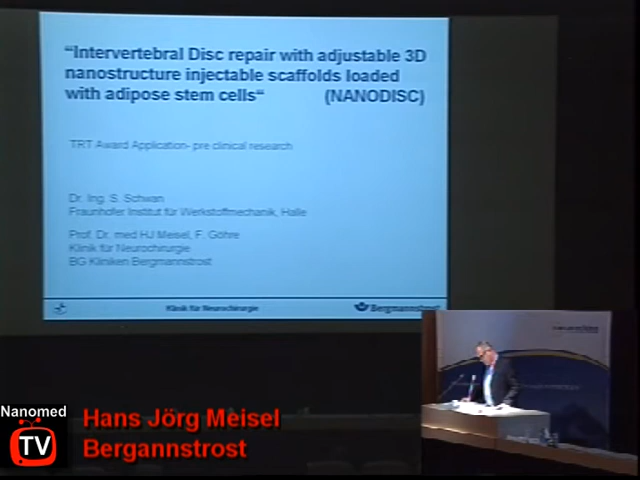 “Intervertebral Disc repair with adjustable 3D
nanostructure injectable scaffolds loaded
with adipose stem cells“ (NANODISC)
TRT Award Application- pre clinical research
Dr. Ing. S. Schwan
Fraunhofer Institut für Werkstoffmechanik, Halle
Prof. Dr. med HJ Meisel, F. Göhre
Klinik für Neurochirurgie
BG Kliniken Bergmannstrost
Klinik für Neurochirurgie
Bergmannstrost
Nanomed
TV
Hans Jörg Meisel
Bergannstrost